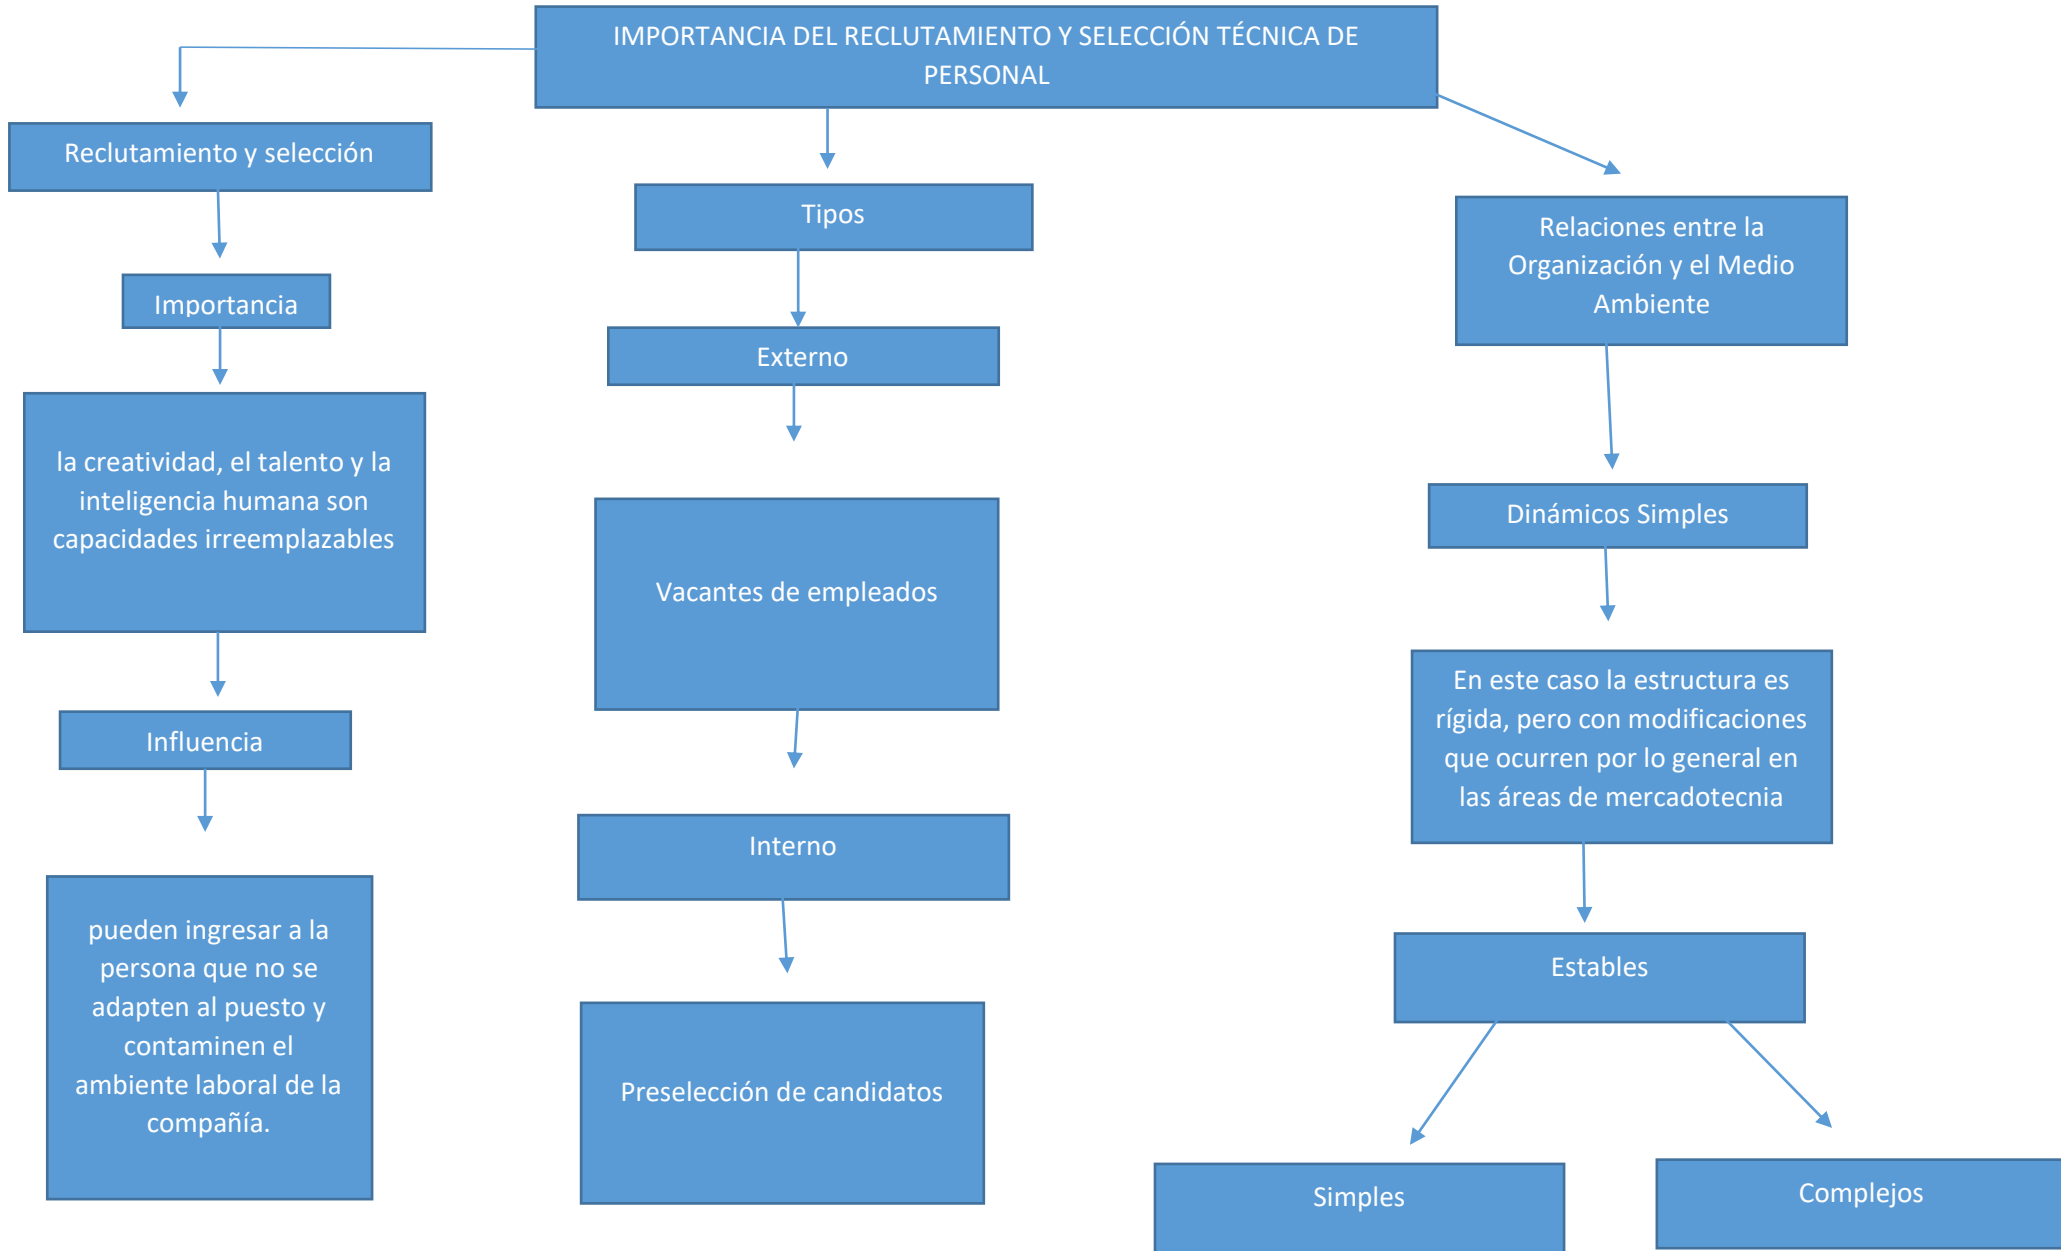 IMPORTANCIA DEL RECLUTAMIENTO Y SELECCIÓN TÉCNICA DE
PERSONAL
Reclutamiento y selección
Importancia
la creatividad, el talento y la
inteligencia humana son
capacidades irreemplazables
Influencia
pueden ingresar a la
persona que no se
adapten al puesto y
contaminen el
ambiente laboral de la
compañía.
Tipos
Externo
Vacantes de empleados
Interno
Preselección de candidatos
Relaciones entre la
Organización y el Medio
Ambiente
Dinámicos Simples
En este caso la estructura es
rígida, pero con modificaciones
que ocurren por lo general en
las áreas de mercadotecnia
Estables
Simples
Complejos